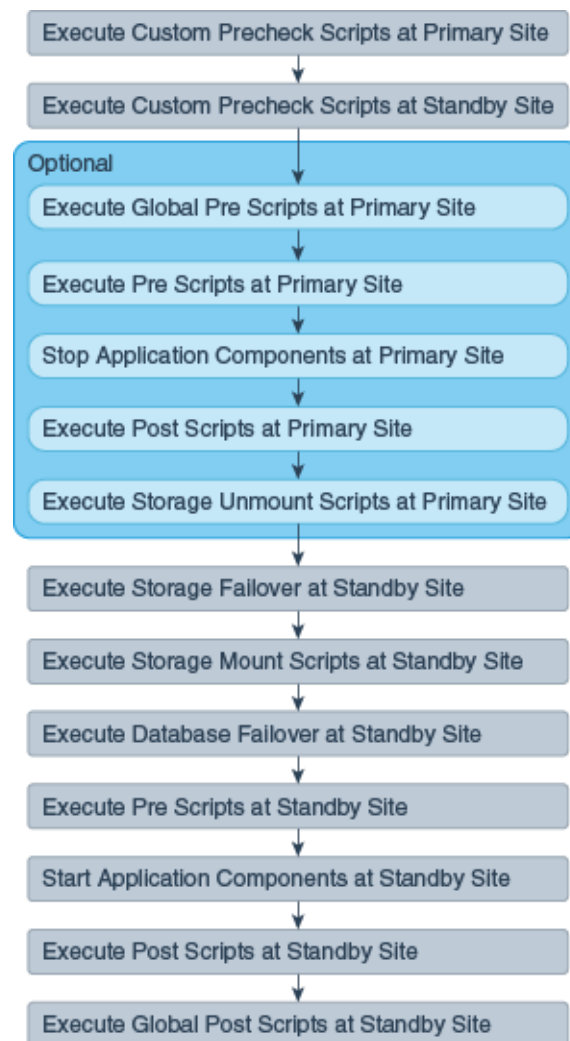 Execute Custom Precheck Scripts at Primary Site
Execute Custom Precheck Scripts at Standby Site
Optional
Execute Global Pre Scripts at Primary Site
Execute Pre Scripts at Primary Site
Stop Application Components at Primary Site
Execute Post Scripts at Primary Site
Execute Storage Unmount Scripts at Primary Site
Execute Storage Failover at Standby Site
Execute Storage Mount Scripts at Standby Site
Execute Database Failover at Standby Site
Execute Pre Scripts at Standby Site
Start Application Components at Standby Site
Execute Post Scripts at Standby Site
Execute Global Post Scripts at Standby Site